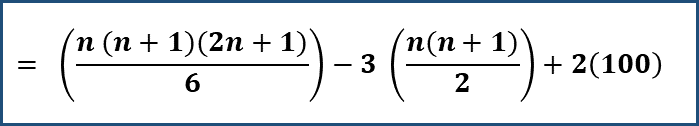 = (n (n + 1)(2n + 1) / 6) − 3 (n(n + 1) / 2) + 2(100)